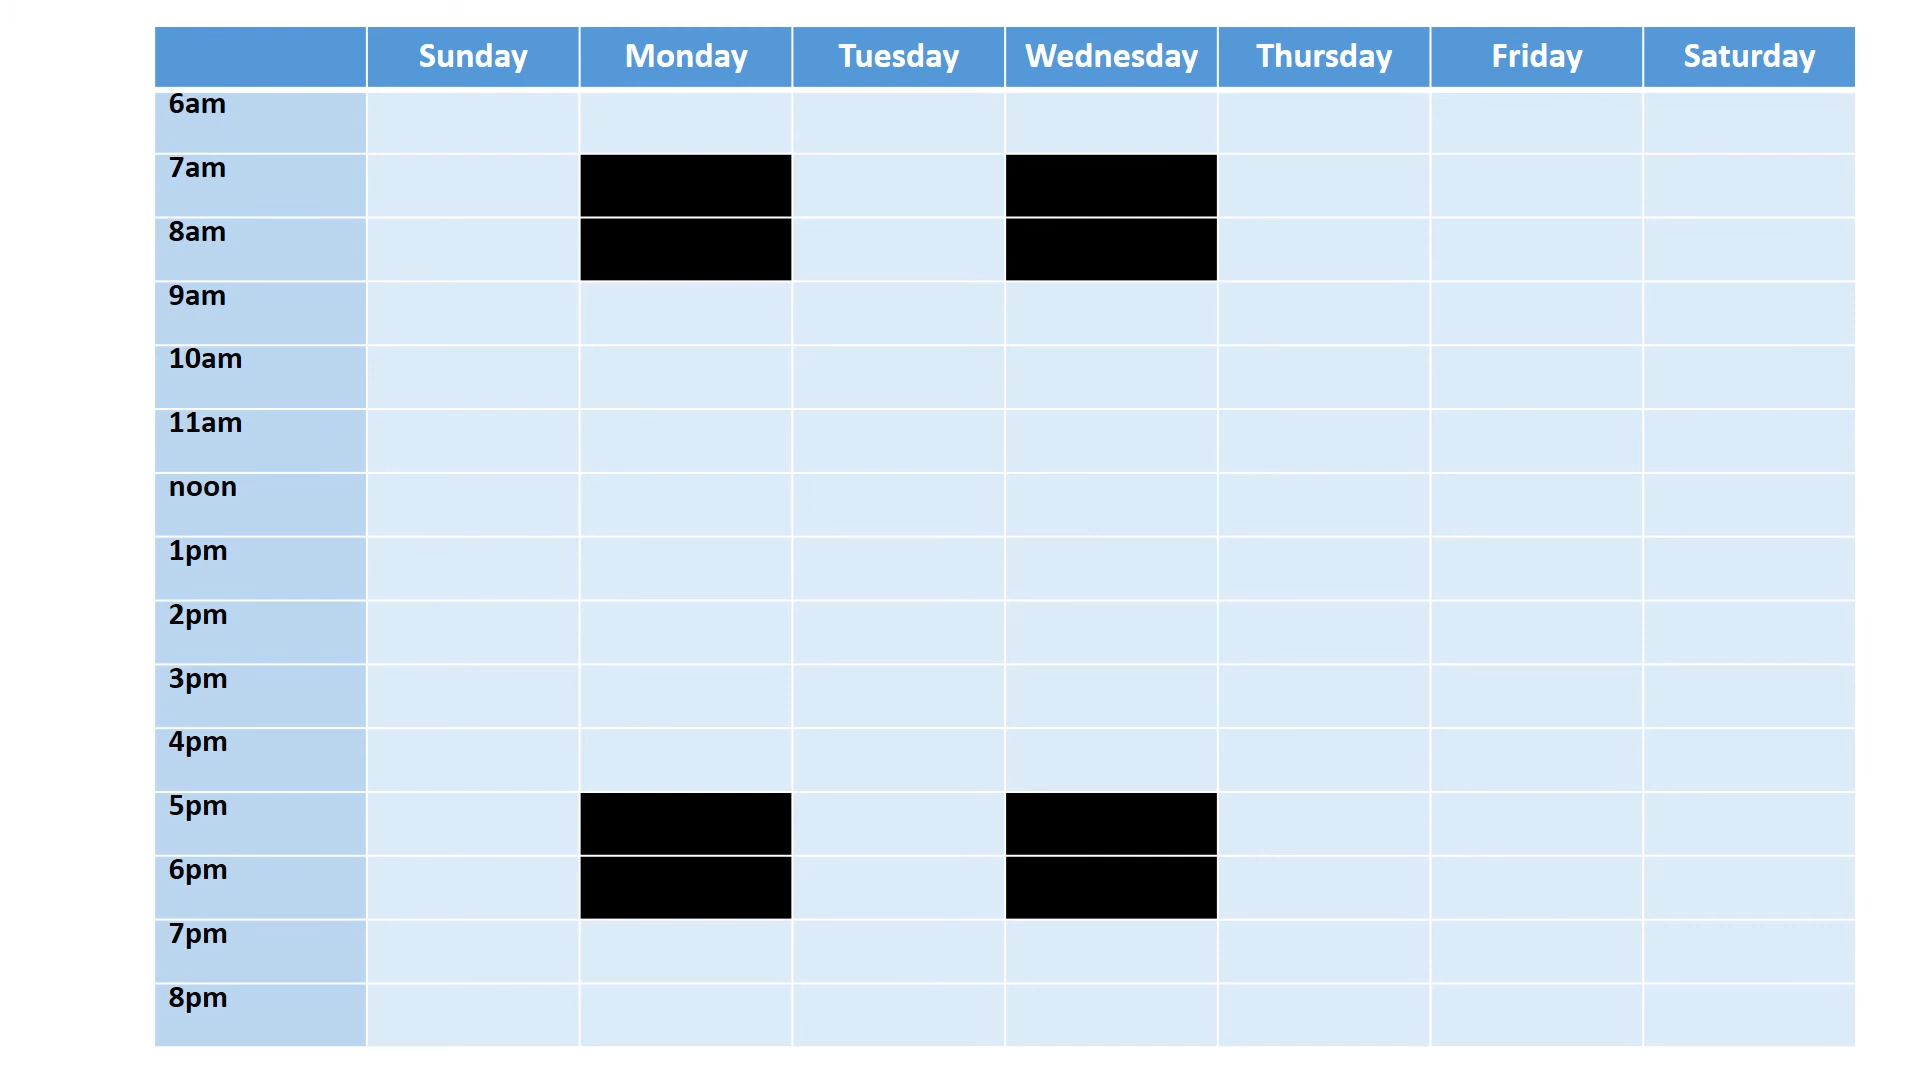 Sunday Monday Tuesday Wednesday Thursday Friday Saturday
6am
7am
8am
9am
10am
11am
noon
1pm
2pm
3pm
4pm
5pm
6pm
7pm
8pm